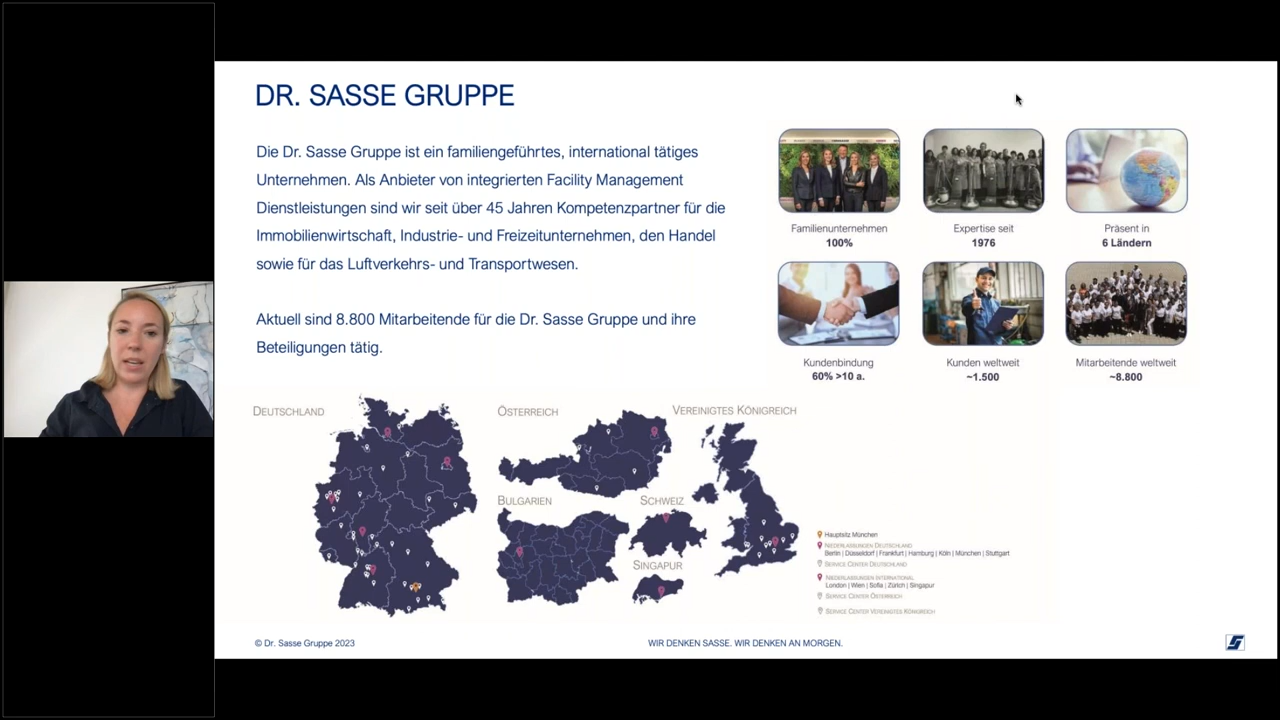 DR. SASSE GRUPPE
Die Dr. Sasse Gruppe ist ein familiengeführtes, international tätiges
Unternehmen. Als Anbieter von integrierten Facility Management
Dienstleistungen sind wir seit über 45 Jahren Kompetenzpartner für die
Immobilienwirtschaft, Industrie- und Freizeitunternehmen, den Handel
sowie für das Luftverkehrs- und Transportwesen.
Aktuell sind 8.800 Mitarbeitende für die Dr. Sasse Gruppe und ihre
Beteiligungen tätig.
Familienunternehmen
100%
Expertise seit
1976
Präsent in
6 Ländern
Kundenbindung
60% >10 a.
Kunden weltweit
~1.500
Mitarbeitende weltweit
~8.800
DEUTSCHLAND
ÖSTERREICH
VEREINIGTES KÖNIGREICH
BULGARIEN
SCHWEIZ
SINGAPUR
Hauptsitz München
NIEDERLASSUNGEN DEUTSCHLAND
Berlin | Düsseldorf | Frankfurt | Hamburg | Köln | München | Stuttgart
SERVICE CENTER DEUTSCHLAND
NIEDERLASSUNGEN INTERNATIONAL
London | Wien | Sofia | Zürich | Singapur
SERVICE CENTER ÖSTERREICH
SERVICE CENTER VEREINIGTES KÖNIGREICH
© Dr. Sasse Gruppe 2023
WIR DENKEN SASSE. WIR DENKEN AN MORGEN.